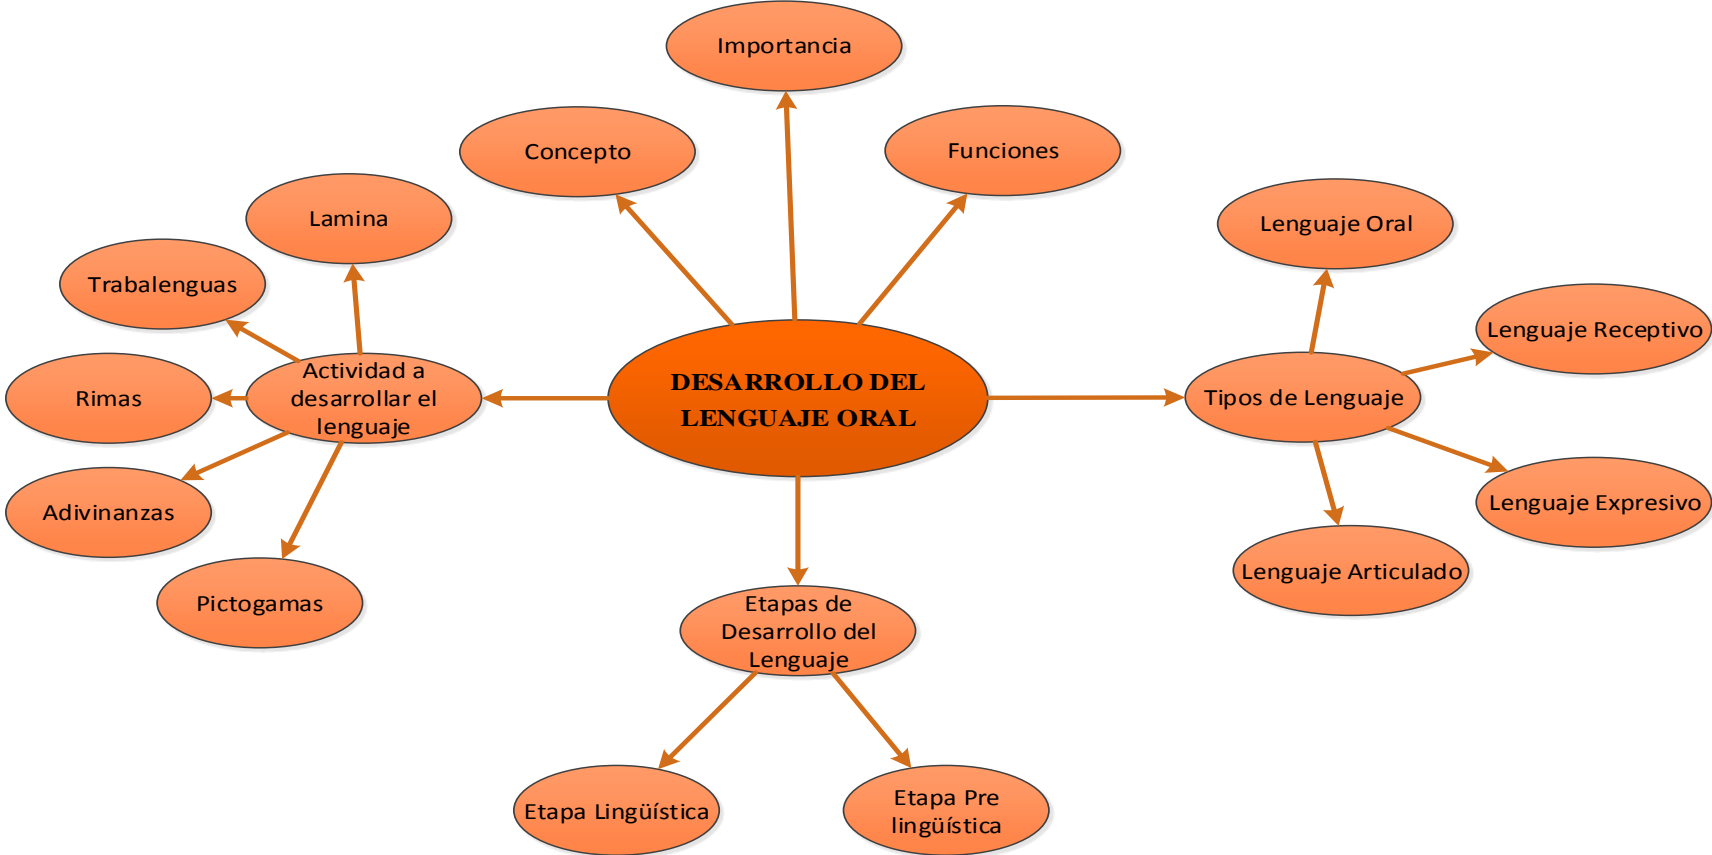 Importancia
Concepto
Funciones
Lamina
Trabalenguas
Rimas
Actividad a
desarrollar el
lenguaje
Adivinanzas
Pictogamas
DESARROLLO DEL
LENGUAJE ORAL
Lenguaje Oral
Lenguaje Receptivo
Tipos de Lenguaje
Lenguaje Expresivo
Lenguaje Articulado
Etapas de
Desarrollo del
Lenguaje
Etapa Lingüística
Etapa Pre
lingüística